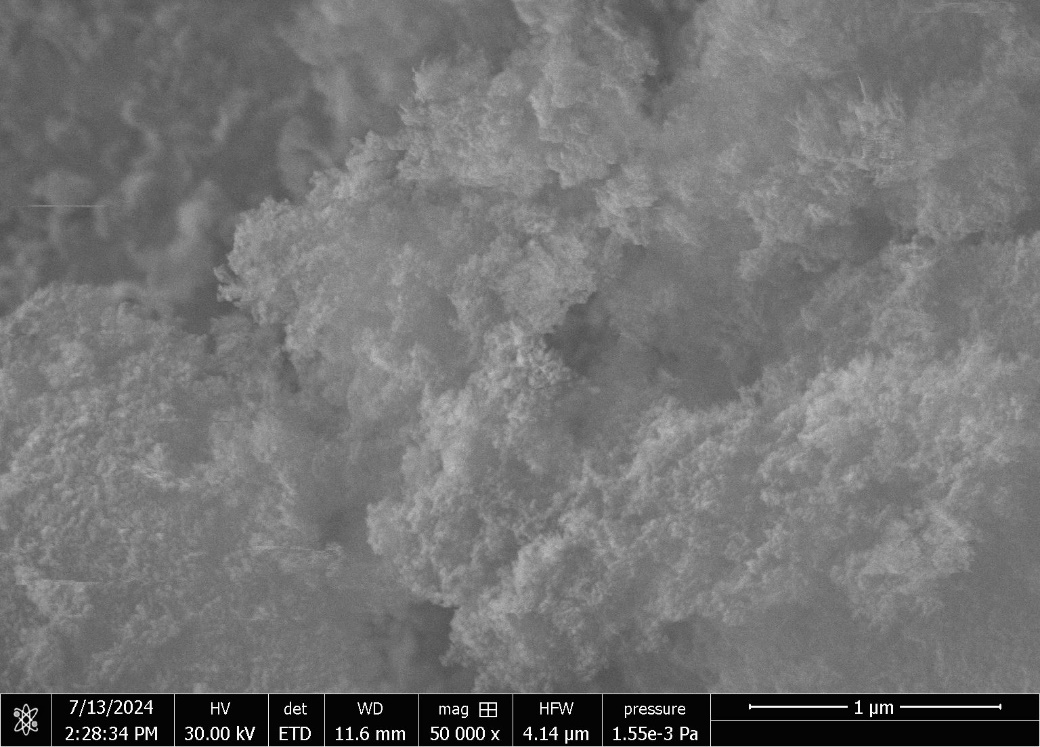 7/13/2024 HV det WD mag HFW pressure 1 µm
2:28:34 PM 30.00 kV ETD 11.6 mm 50 000 x 4.14 µm 1.55e-3 Pa